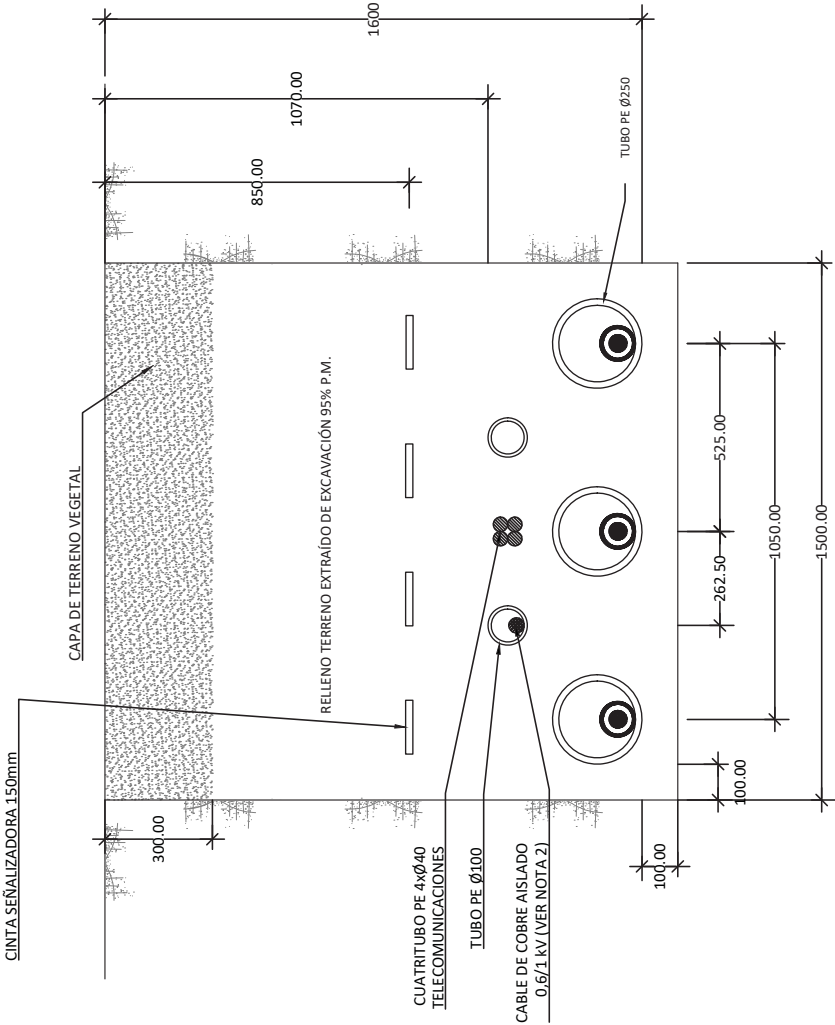 CINTA SEÑALIZADORA 150mm
CAPA DE TERRENO VEGETAL
300.00
850.00
1070.00
1600
RELLENO TERRENO EXTRAÍDO DE EXCAVACIÓN 95% P.M.
CUATRITUBO PE 4xØ40
TELECOMUNICACIONES
TUBO PE Ø100
CABLE DE COBRE AISLADO
0,6/1 kV (VER NOTA 2)
TUBO PE Ø250
100.00
100.00
262.50
525.00
1050.00
1500.00